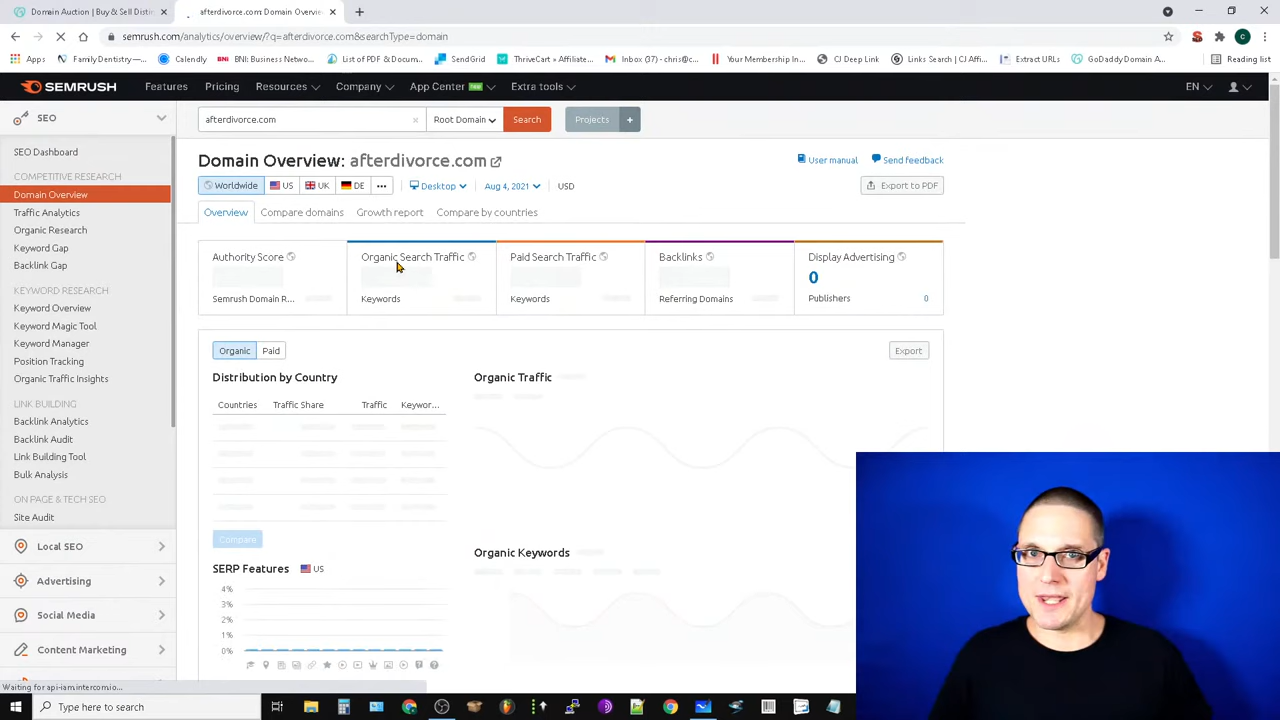 Domain Auction | Buy & Sell Distin
afterdivorce.com: Domain Overvie
semrush.com/analytics/overview/?q=afterdivorce.com&searchType=domain
Apps
Family Dentistry—...
Calendly
BNI: Business Netwo...
List of PDF & Docum...
SendGrid
ThriveCart » Affiliate...
Inbox (37) - chris@c...
Your Membership In...
CJ Deep Link
Links Search | CJ Affi...
Extract URLs
GoDaddy Domain A...
Reading list
SEMRUSH
Features
Pricing
Resources
Company
App Center new
Extra tools
EN
SEO
afterdivorce.com
Root Domain
Search
Projects
+
SEO Dashboard
COMPETITIVE RESEARCH
Domain Overview
Traffic Analytics
Organic Research
Keyword Gap
Backlink Gap
KEYWORD RESEARCH
Keyword Overview
Keyword Magic Tool
Keyword Manager
Position Tracking
Organic Traffic Insights
LINK BUILDING
Backlink Analytics
Backlink Audit
Link Building Tool
Bulk Analysis
ON PAGE & TECH SEO
Site Audit
Local SEO
Advertising
Social Media
Content Marketing
Domain Overview: afterdivorce.com
User manual
Send feedback
Worldwide
US
UK
DE
...
Desktop
Aug 4, 2021
USD
Export to PDF
Overview
Compare domains
Growth report
Compare by countries
Authority Score
Semrush Domain R...
Organic Search Traffic
Keywords
Paid Search Traffic
Keywords
Backlinks
Referring Domains
Display Advertising
0
Publishers 0
Organic
Paid
Export
Distribution by Country
Countries Traffic Share Traffic Keywor...
Compare
Organic Traffic
Organic Keywords
SERP Features US
4%
3%
2%
1%
0%
Waiting for api-iam.intercom.io...
Type here to search